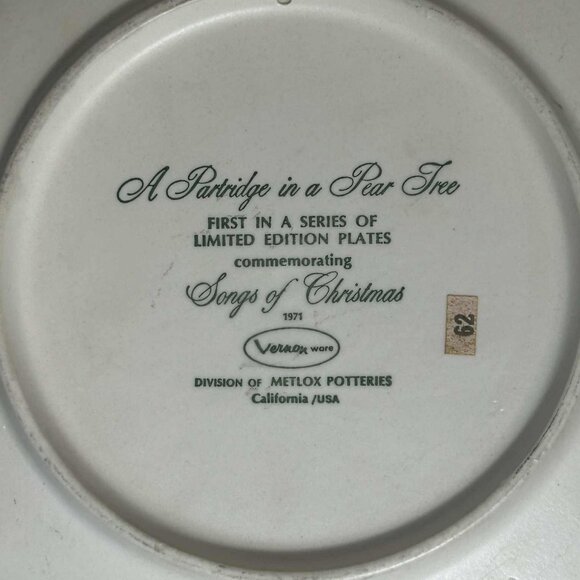 A Partridge in a Pear Tree
FIRST IN A SERIES OF
LIMITED EDITION PLATES
commemorating
Songs of Christmas
1971
Vernon ware
DIVISION OF METLOX POTTERIES
California /USA
62